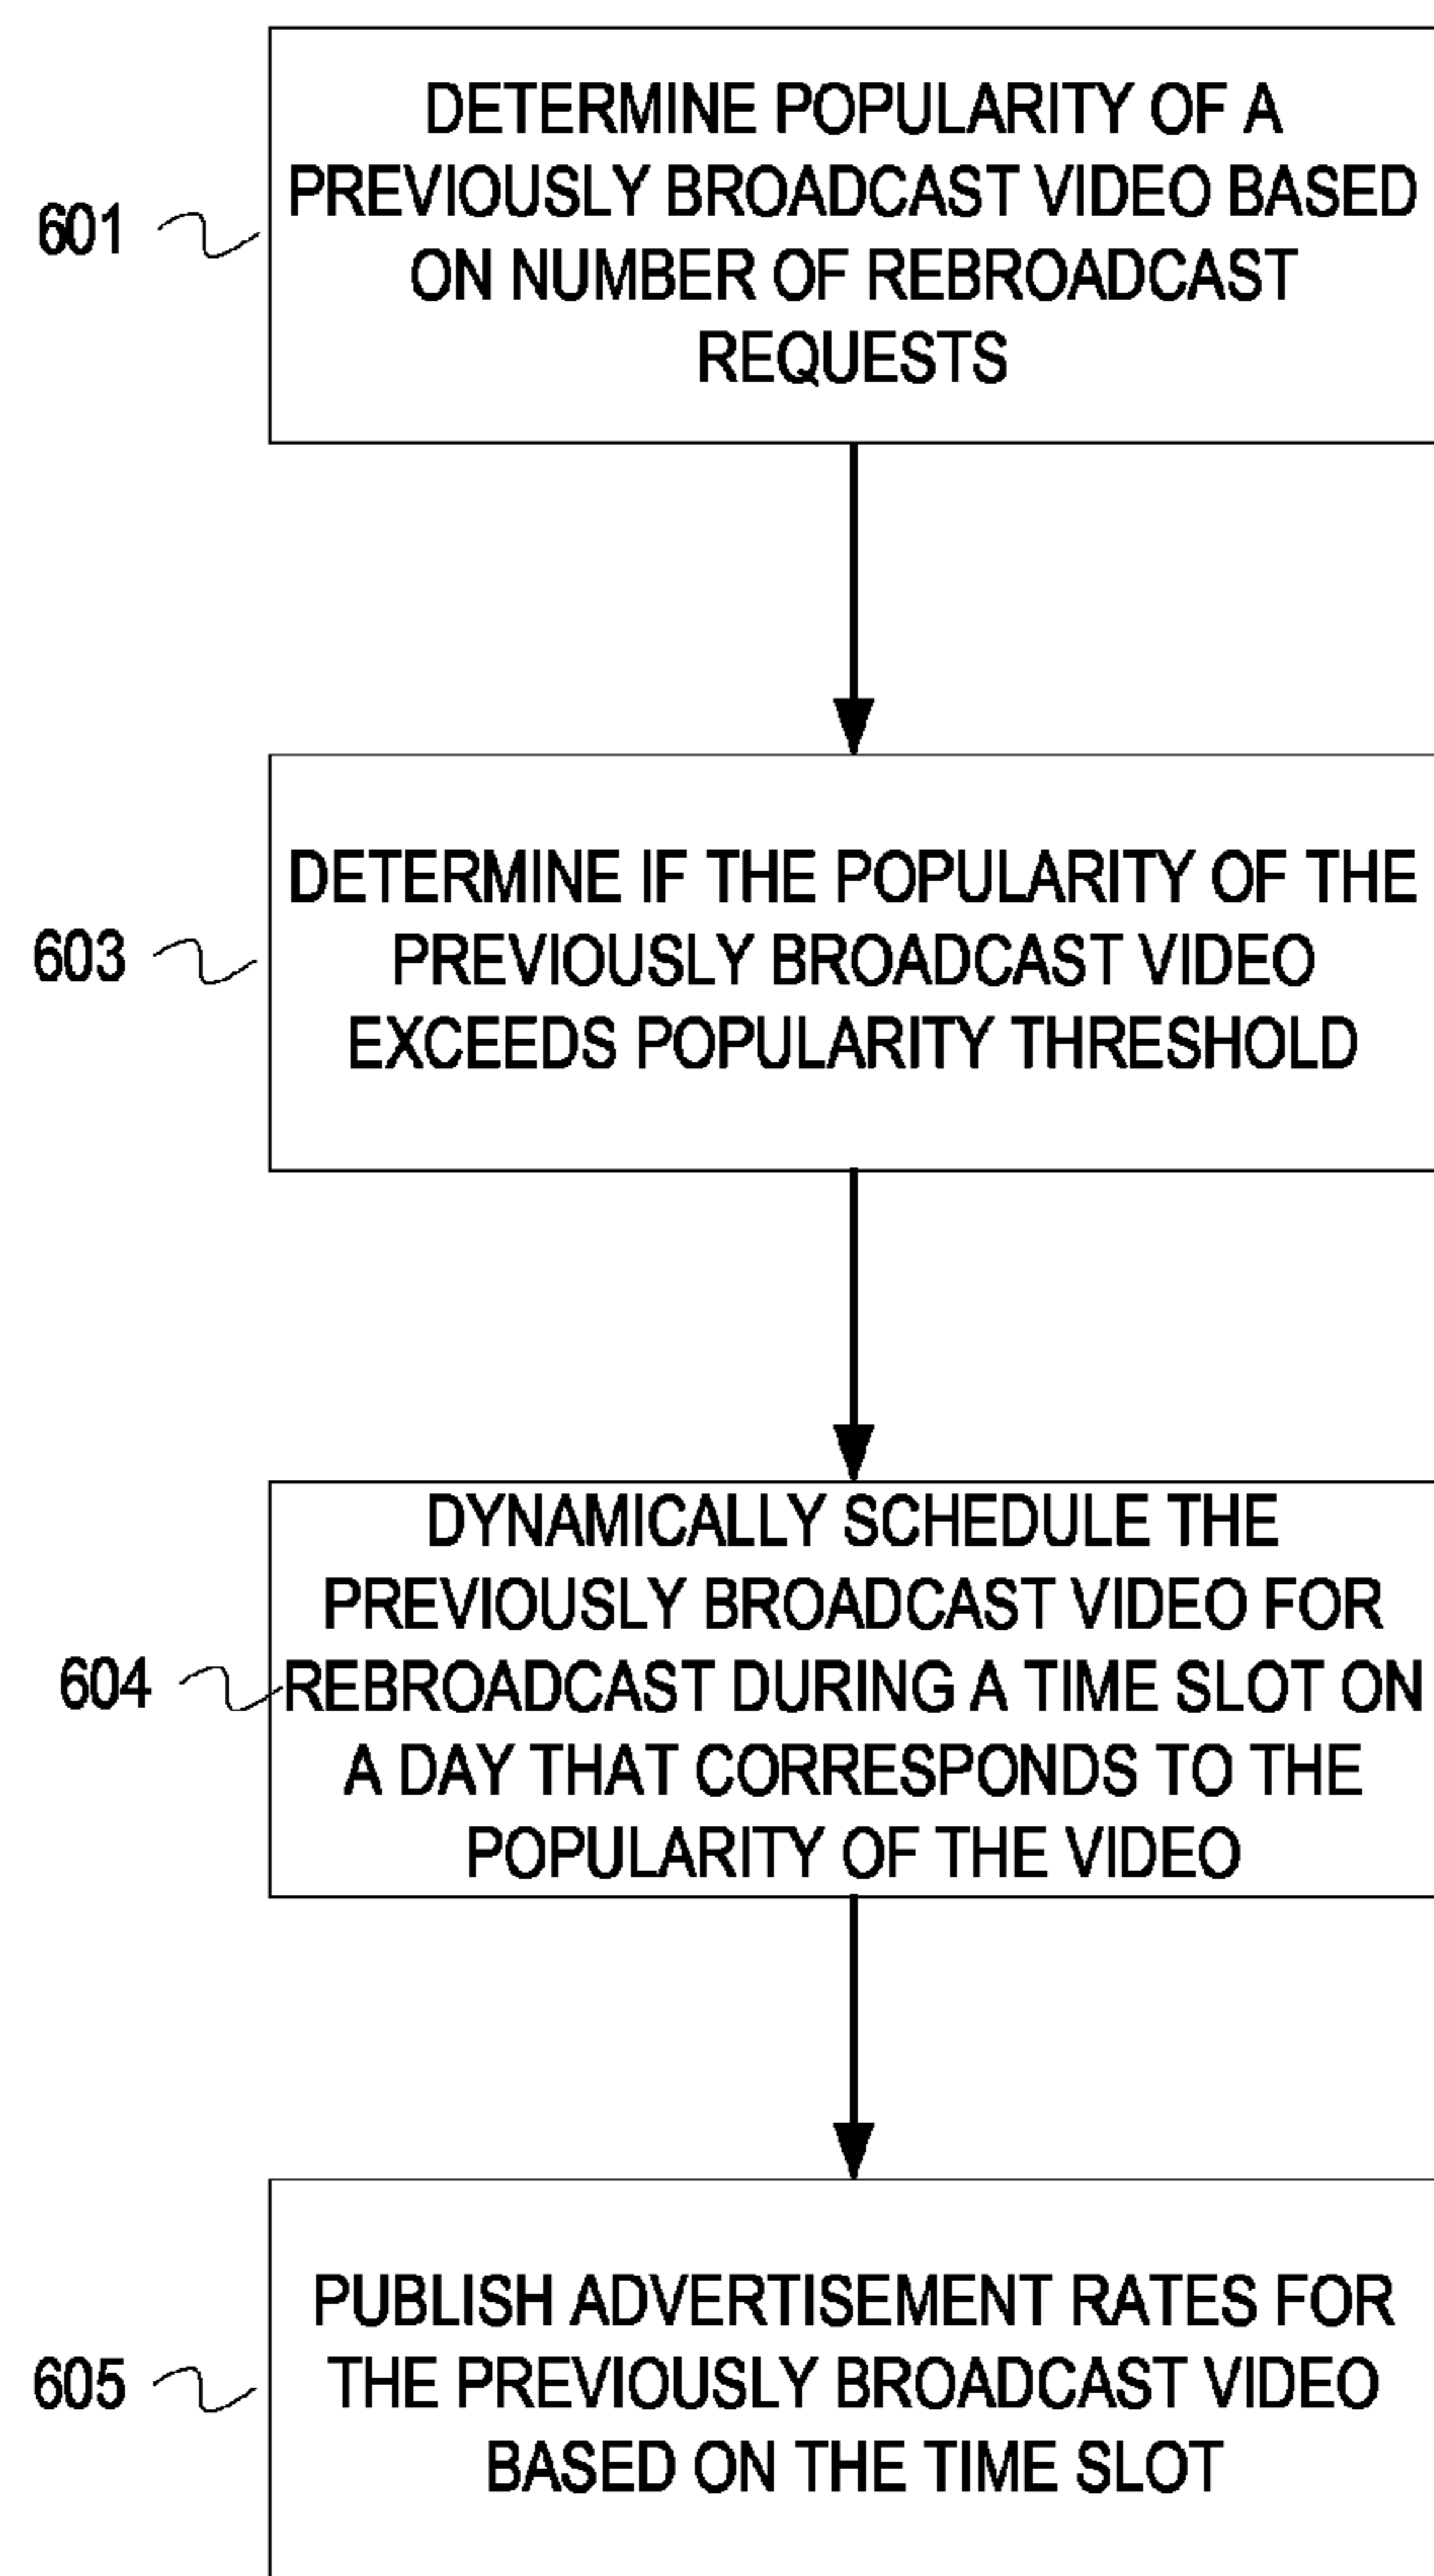 DETERMINE POPULARITY OF A
PREVIOUSLY BROADCAST VIDEO BASED
601
ON NUMBER OF REBROADCAST
REQUESTS
DETERMINE IF THE POPULARITY OF THE
603
PREVIOUSLY BROADCAST VIDEO
EXCEEDS POPULARITY THRESHOLD
DYNAMICALLY SCHEDULE THE
PREVIOUSLY BROADCAST VIDEO FOR
604
REBROADCAST DURING A TIME SLOT ON
A DAY THAT CORRESPONDS TO THE
POPULARITY OF THE VIDEO
PUBLISH ADVERTISEMENT RATES FOR
605
THE PREVIOUSLY BROADCAST VIDEO
BASED ON THE TIME SLOT